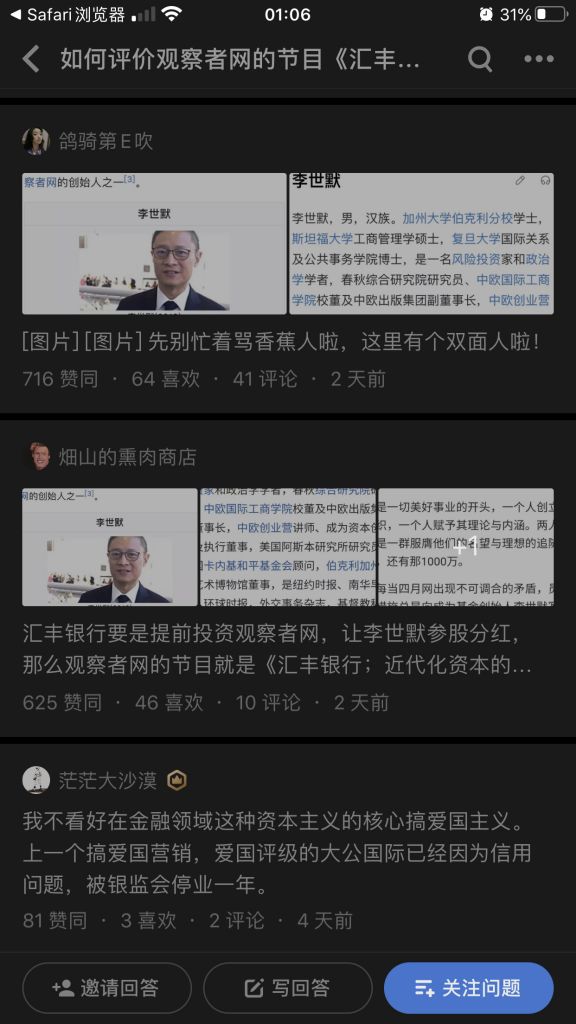 Safari浏览器
01:06
31%
如何评价观察者网的节目《汇丰...
鸽骑第E吹
察者网的创始人之一[3]。
李世默
李世默
李世默，男，汉族。加州大学伯克利分校学士，
斯坦福大学工商管理学硕士，复旦大学国际关系
及公共事务学院博士，是一名风险投资家和政治
学学者，春秋综合研究院研究员、中欧国际工商
学院校董及中欧出版集团副董事长，中欧创业营
[图片][图片] 先别忙着骂香蕉人啦，这里有个双面人啦！
716 赞同 · 64 喜欢 · 41 评论 · 2 天前
畑山的熏肉商店
网的创始人之一[3]。
李世默
家和政治学学者，春秋综合研究院研
中欧国际工商学院校董及中欧出版集
事长，中欧创业营讲师、成为资本创
执行董事，美国阿斯本研究所研究员
卡内基和平基金会顾问，伯克利加州
术博物馆董事，是纽约时报、南华早
环球时报、外交事务杂志、基督教科
是一切美好事业的开头，一个人创立
织，一个人赋予其理论与内涵。两人
是一群服膺他们的名望与理想的追随
还有那1000万。
每当四月网出现不可调合的矛盾，员
+1
汇丰银行要是提前投资观察者网，让李世默参股分红，
那么观察者网的节目就是《汇丰银行；近代化资本的...
625 赞同 · 46 喜欢 · 10 评论 · 2 天前
茫茫大沙漠
我不看好在金融领域这种资本主义的核心搞爱国主义。
上一个搞爱国营销，爱国评级的大公国际已经因为信用
问题，被银监会停业一年。
81 赞同 · 3 喜欢 · 2 评论 · 4 天前
邀请回答
写回答
关注问题